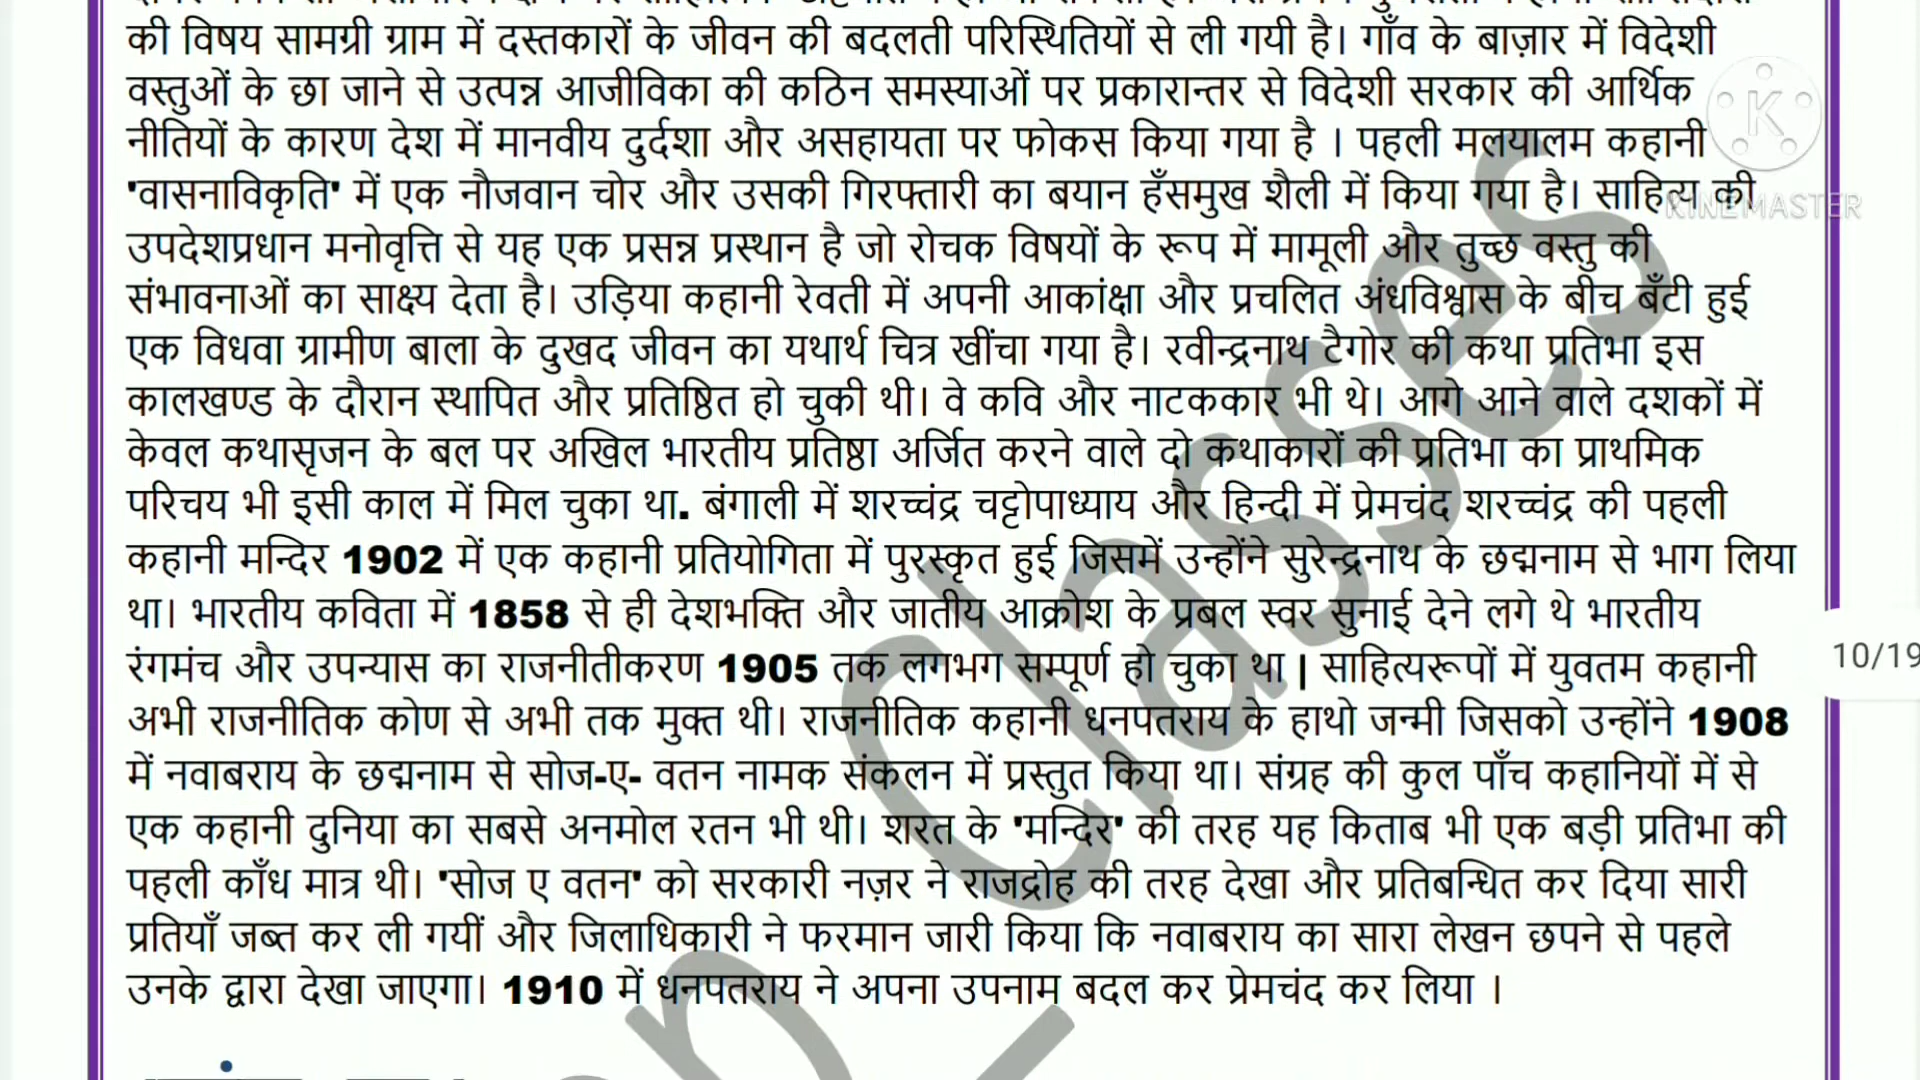 की विषय सामग्री ग्राम में दस्तकारों के जीवन की बदलती परिस्थितियों से ली गयी है। गाँव के बाज़ार में विदेशी
वस्तुओं के छा जाने से उत्पन्न आजीविका की कठिन समस्याओं पर प्रकारान्तर से विदेशी सरकार की आर्थिक
नीतियों के कारण देश में मानवीय दुर्दशा और असहायता पर फोकस किया गया है । पहली मलयालम कहानी
'वासनाविकृति' में एक नौजवान चोर और उसकी गिरफ्तारी का बयान हँसमुख शैली में किया गया है। साहित्य की
K
KINEMASTER
उपदेशप्रधान मनोवृत्ति से यह एक प्रसन्न प्रस्थान है जो रोचक विषयों के रूप में मामूली और तुच्छ वस्तु की
संभावनाओं का साक्ष्य देता है। उड़िया कहानी रेवती में अपनी आकांक्षा और प्रचलित अंधविश्वास के बीच बँटी हुई
एक विधवा ग्रामीण बाला के दुखद जीवन का यथार्थ चित्र खींचा गया है। रवीन्द्रनाथ टैगोर की कथा प्रतिभा इस
कालखण्ड के दौरान स्थापित और प्रतिष्ठित हो चुकी थी। वे कवि और नाटककार भी थे। आगे आने वाले दशकों में
केवल कथासृजन के बल पर अखिल भारतीय प्रतिष्ठा अर्जित करने वाले दो कथाकारों की प्रतिभा का प्राथमिक
परिचय भी इसी काल में मिल चुका था. बंगाली में शरच्चंद्र चट्टोपाध्याय और हिन्दी में प्रेमचंद शरच्चंद्र की पहली
कहानी मन्दिर 1902 में एक कहानी प्रतियोगिता में पुरस्कृत हुई जिसमें उन्होंने सुरेन्द्रनाथ के छद्मनाम से भाग लिया
था। भारतीय कविता में 1858 से ही देशभक्ति और जातीय आक्रोश के प्रबल स्वर सुनाई देने लगे थे भारतीय
रंगमंच और उपन्यास का राजनीतीकरण 1905 तक लगभग सम्पूर्ण हो चुका था | साहित्यरूपों में युवतम कहानी
10/19
अभी राजनीतिक कोण से अभी तक मुक्त थी। राजनीतिक कहानी धनपतराय के हाथो जन्मी जिसको उन्होंने 1908
में नवाबराय के छद्मनाम से सोज-ए- वतन नामक संकलन में प्रस्तुत किया था। संग्रह की कुल पाँच कहानियों में से
एक कहानी दुनिया का सबसे अनमोल रतन भी थी। शरत के 'मन्दिर' की तरह यह किताब भी एक बड़ी प्रतिभा की
पहली काँध मात्र थी। 'सोज ए वतन' को सरकारी नज़र ने राजद्रोह की तरह देखा और प्रतिबन्धित कर दिया सारी
प्रतियाँ जब्त कर ली गयीं और जिलाधिकारी ने फरमान जारी किया कि नवाबराय का सारा लेखन छपने से पहले
उनके द्वारा देखा जाएगा। 1910 में धनपतराय ने अपना उपनाम बदल कर प्रेमचंद कर लिया ।
Classes